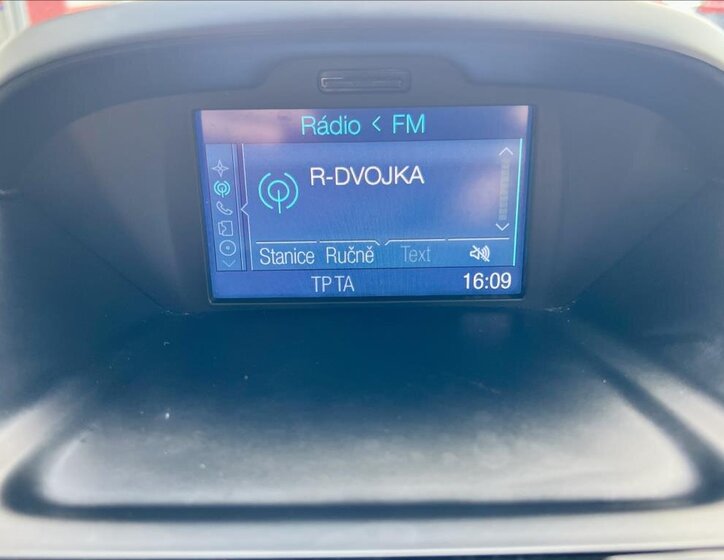 Rádio < FM
R-DVOJKA
Stanice Ručně Text
TP TA 16:09